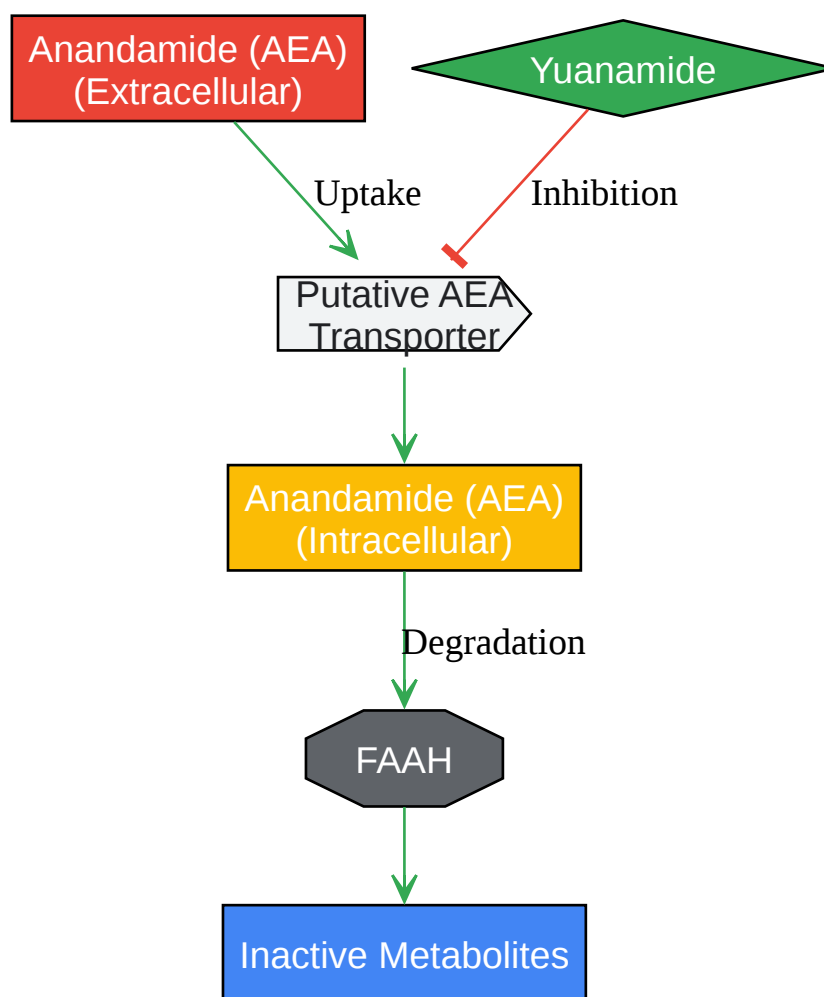 Anandamide (AEA)
(Extracellular)
Yuanamide
Uptake
Inhibition
Putative AEA
Transporter
Anandamide (AEA)
(Intracellular)
Degradation
FAAH
Inactive Metabolites